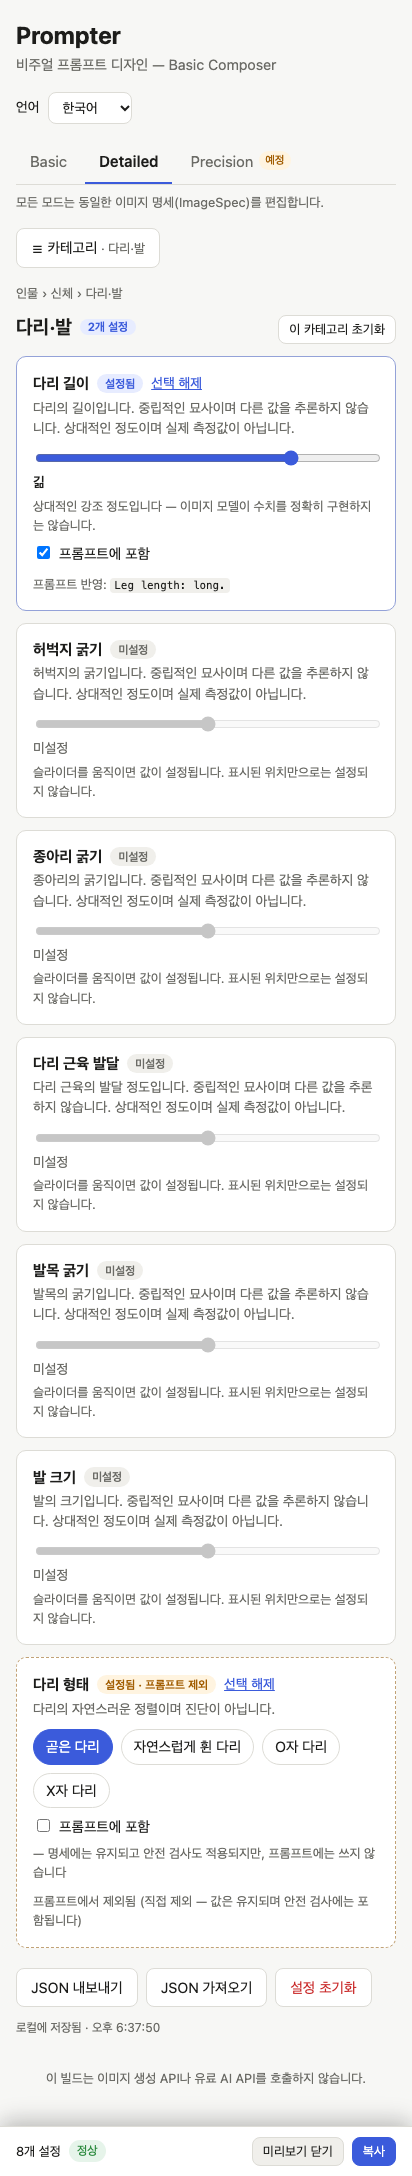 Prompter
비주얼 프롬프트 디자인 — Basic Composer
언어 한국어
Basic Detailed Precision 예정
모든 모드는 동일한 이미지 명세(ImageSpec)를 편집합니다.
≡ 카테고리 · 다리·발
인물 › 신체 › 다리·발
다리·발 2개 설정 이 카테고리 초기화
다리 길이 설정됨 선택 해제
다리의 길이입니다. 중립적인 묘사이며 다른 값을 추론하지 않습
니다. 상대적인 정도이며 실제 측정값이 아닙니다.
긺
상대적인 강조 정도입니다 — 이미지 모델이 수치를 정확히 구현하지
는 않습니다.
프롬프트에 포함
프롬프트 반영: Leg length: long.
허벅지 굵기 미설정
허벅지의 굵기입니다. 중립적인 묘사이며 다른 값을 추론하지 않
습니다. 상대적인 정도이며 실제 측정값이 아닙니다.
미설정
슬라이더를 움직이면 값이 설정됩니다. 표시된 위치만으로는 설정되
지 않습니다.
종아리 굵기 미설정
종아리의 굵기입니다. 중립적인 묘사이며 다른 값을 추론하지 않
습니다. 상대적인 정도이며 실제 측정값이 아닙니다.
미설정
슬라이더를 움직이면 값이 설정됩니다. 표시된 위치만으로는 설정되
지 않습니다.
다리 근육 발달 미설정
다리 근육의 발달 정도입니다. 중립적인 묘사이며 다른 값을 추론
하지 않습니다. 상대적인 정도이며 실제 측정값이 아닙니다.
미설정
슬라이더를 움직이면 값이 설정됩니다. 표시된 위치만으로는 설정되
지 않습니다.
발목 굵기 미설정
발목의 굵기입니다. 중립적인 묘사이며 다른 값을 추론하지 않습
니다. 상대적인 정도이며 실제 측정값이 아닙니다.
미설정
슬라이더를 움직이면 값이 설정됩니다. 표시된 위치만으로는 설정되
지 않습니다.
발 크기 미설정
발의 크기입니다. 중립적인 묘사이며 다른 값을 추론하지 않습니
다. 상대적인 정도이며 실제 측정값이 아닙니다.
미설정
슬라이더를 움직이면 값이 설정됩니다. 표시된 위치만으로는 설정되
지 않습니다.
다리 형태 설정됨 · 프롬프트 제외 선택 해제
다리의 자연스러운 정렬이며 진단이 아닙니다.
곧은 다리 자연스럽게 휜 다리 O자 다리
X자 다리
프롬프트에 포함
— 명세에는 유지되고 안전 검사도 적용되지만, 프롬프트에는 쓰지 않
습니다
프롬프트에서 제외됨 (직접 제외 — 값은 유지되며 안전 검사에는 포
함됩니다)
JSON 내보내기 JSON 가져오기 설정 초기화
로컬에 저장됨 · 오후 6:37:50
이 빌드는 이미지 생성 API나 유료 AI API를 호출하지 않습니다.
8개 설정 정상 미리보기 닫기 복사